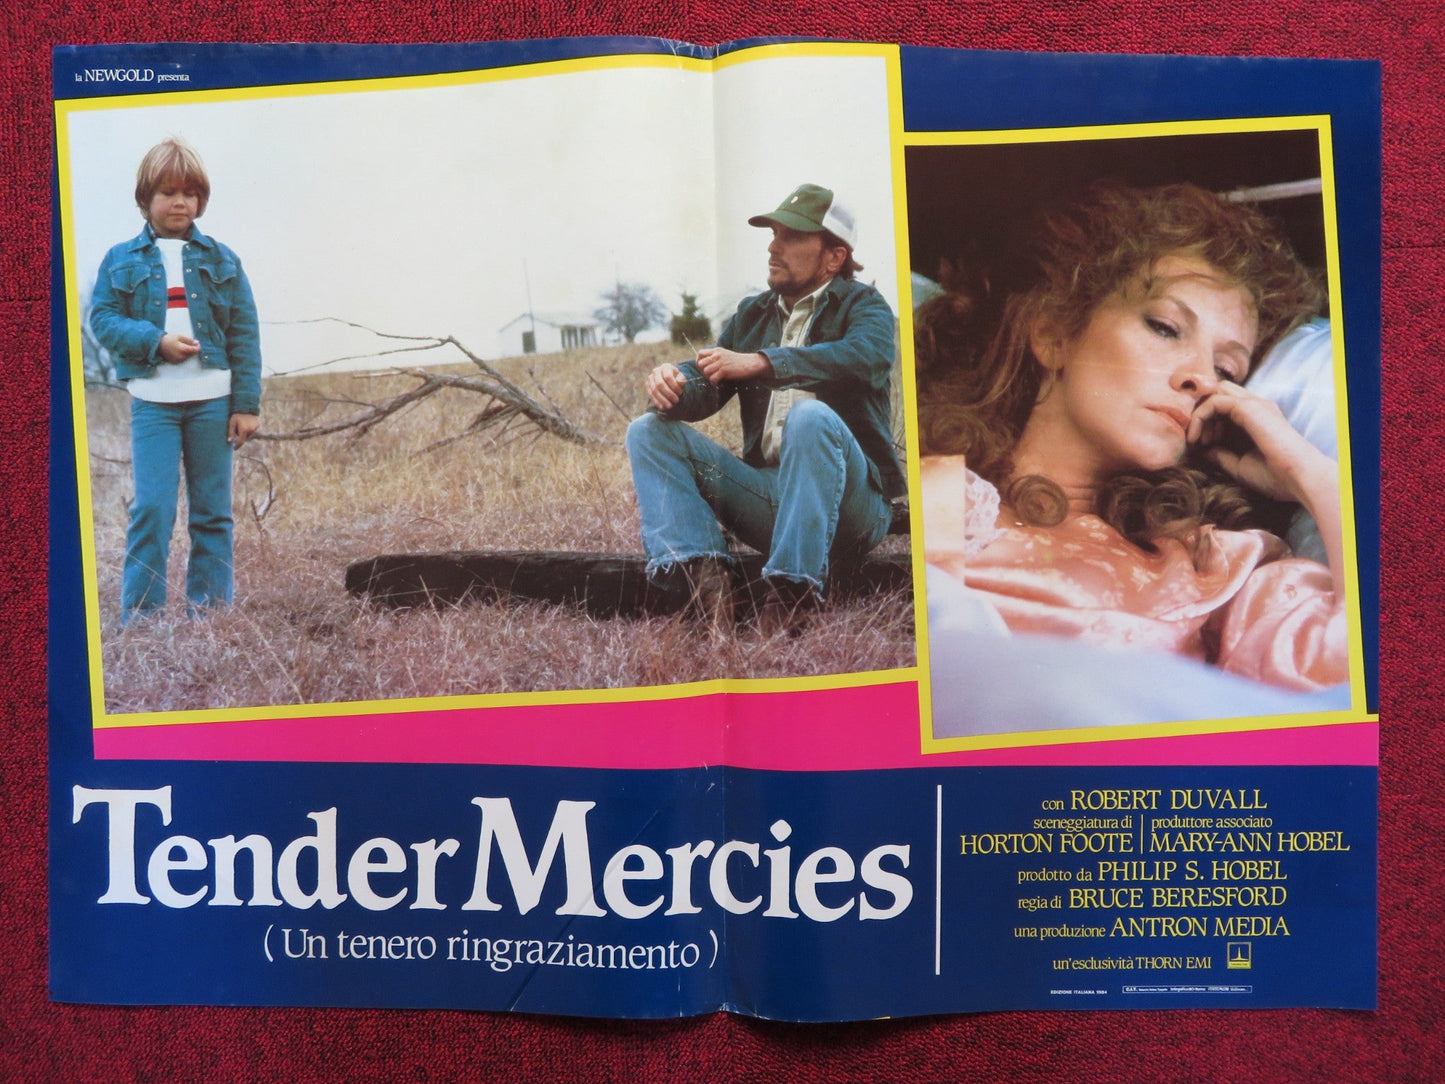 la NEWGOLD presenta
Tender Mercies
(Un tenero ringraziamento)
con ROBERT DUVALL
sceneggiatura di
HORTON FOOTE
produttore associato
MARY-ANN HOBEL
prodotto da PHILIP S. HOBEL
regia di BRUCE BERESFORD
una produzione ANTRON MEDIA
un'esclusività THORN EMI
EDIZIONE ITALIANA 1984